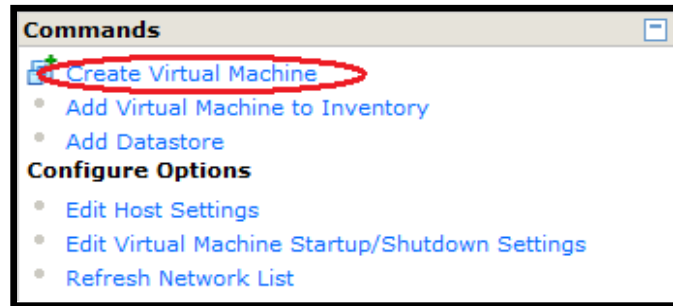 Commands
Create Virtual Machine
Add Virtual Machine to Inventory
Add Datastore
Configure Options
Edit Host Settings
Edit Virtual Machine Startup/Shutdown Settings
Refresh Network List